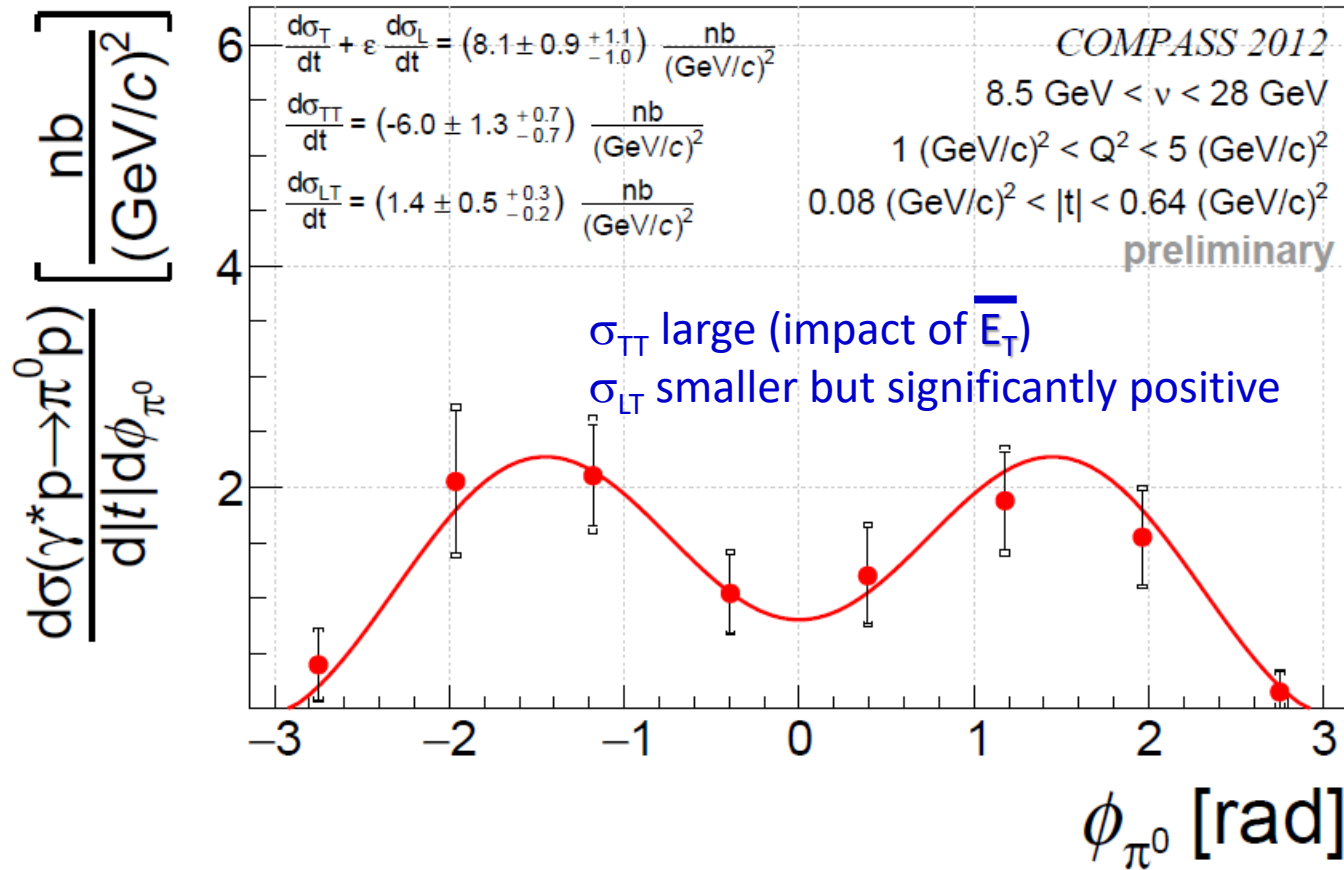 dσ(γ*p→π⁰p) / d|t|dφ_π⁰ [nb / (GeV/c)²]
dσ_T/dt + ε dσ_L/dt = (8.1 ± 0.9 +1.1 −1.0) nb/(GeV/c)²
dσ_TT/dt = (-6.0 ± 1.3 +0.7 −0.7) nb/(GeV/c)²
dσ_LT/dt = (1.4 ± 0.5 +0.3 −0.2) nb/(GeV/c)²
COMPASS 2012
8.5 GeV < ν < 28 GeV
1 (GeV/c)² < Q² < 5 (GeV/c)²
0.08 (GeV/c)² < |t| < 0.64 (GeV/c)²
preliminary
σ_TT large (impact of E̅_T)
σ_LT smaller but significantly positive
6
4
2
−3 −2 −1 0 1 2 3
φ_π⁰ [rad]